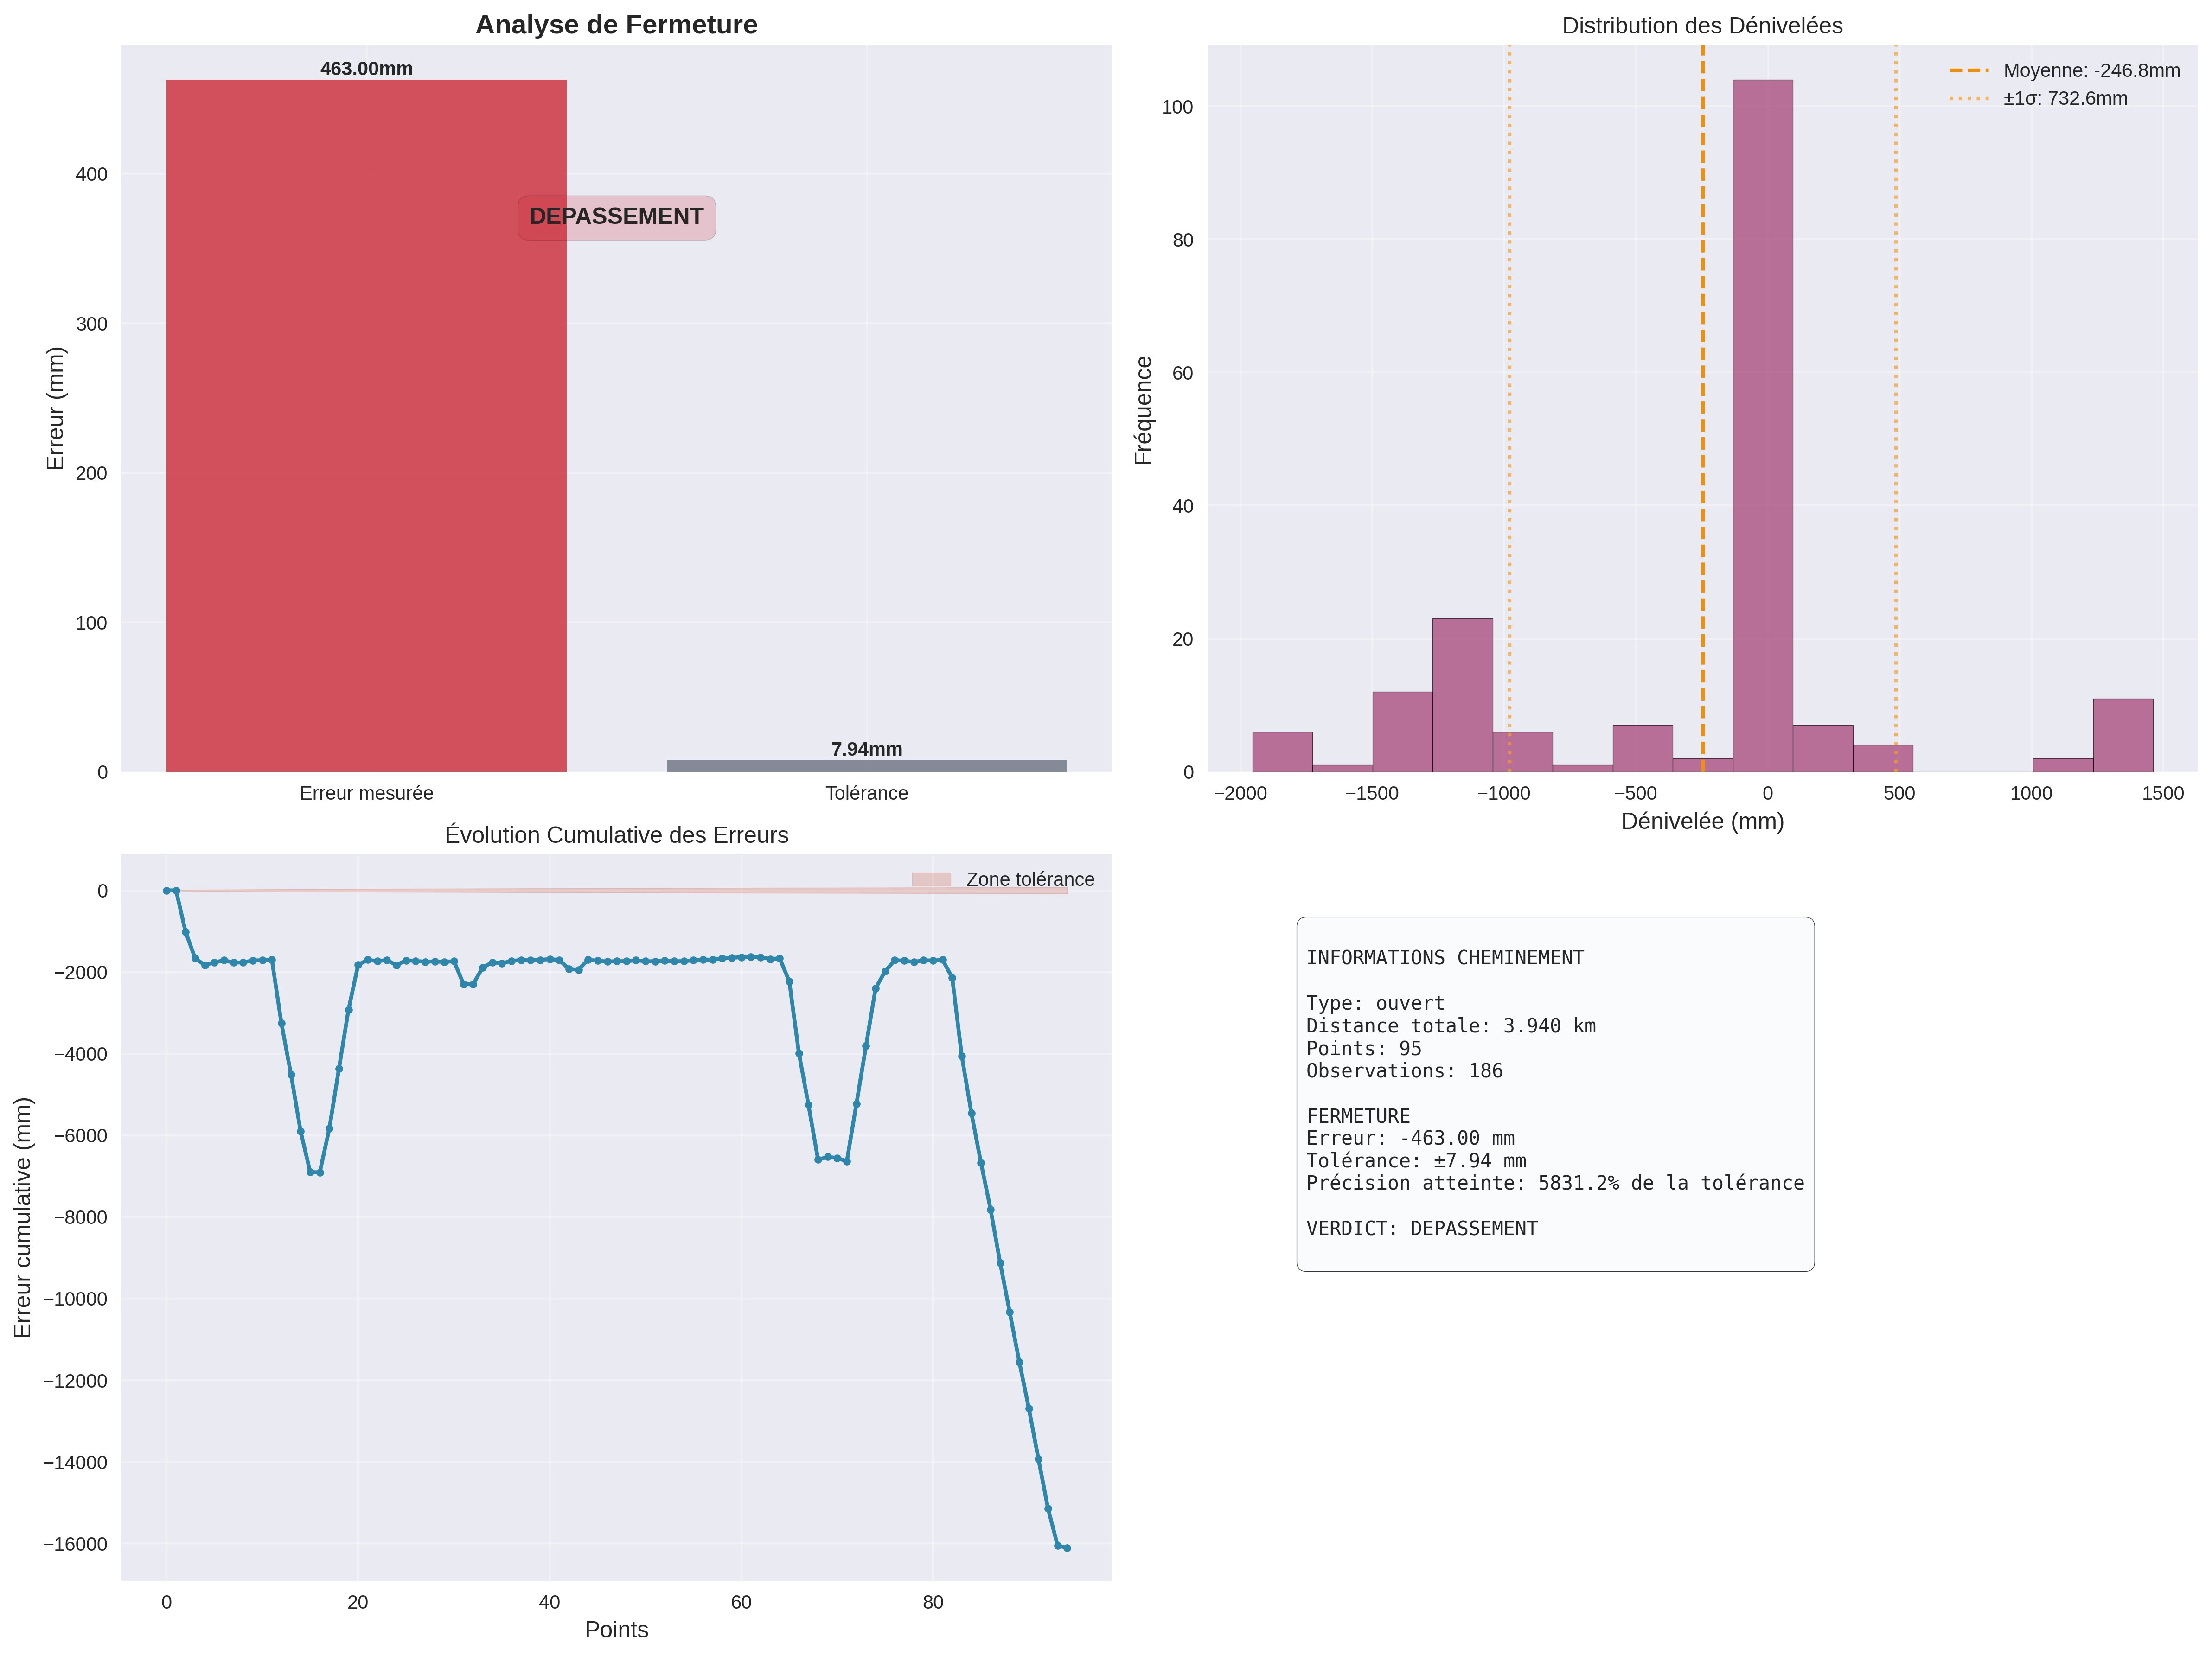 Analyse de Fermeture
463.00mm
DEPASSEMENT
7.94mm
Erreur (mm)
400
300
200
100
0
Erreur mesurée
Tolérance
Distribution des Dénivelées
Moyenne: -246.8mm
±1σ: 732.6mm
Fréquence
100
80
60
40
20
0
−2000 −1500 −1000 −500 0 500 1000 1500
Dénivelée (mm)
Évolution Cumulative des Erreurs
Zone tolérance
Erreur cumulative (mm)
0
−2000
−4000
−6000
−8000
−10000
−12000
−14000
−16000
0 20 40 60 80
Points
INFORMATIONS CHEMINEMENT
Type: ouvert
Distance totale: 3.940 km
Points: 95
Observations: 186
FERMETURE
Erreur: -463.00 mm
Tolérance: ±7.94 mm
Précision atteinte: 5831.2% de la tolérance
VERDICT: DEPASSEMENT